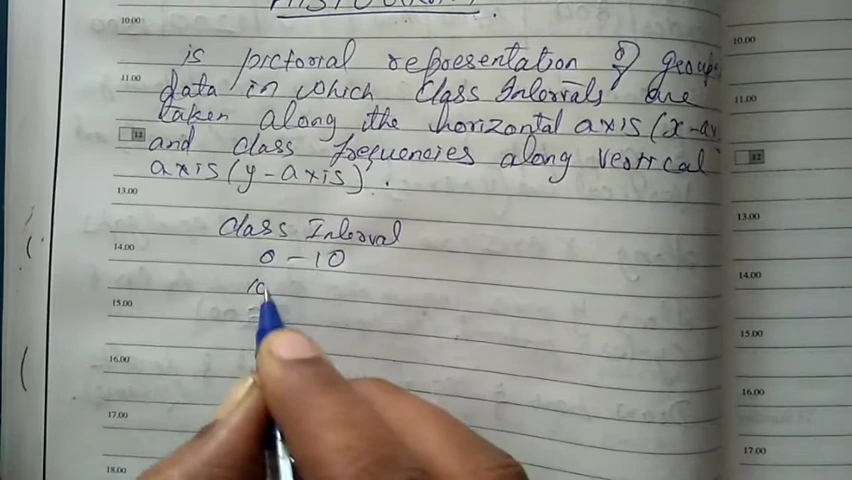 10.00
is pictorial representation of group
11.00
data in which class Intervals are
taken along the horizontal axis (x-ax
12
and class frequencies along vertical
axis (y-axis).
13.00
Class Interval
14.00
0 - 10
10
15.00
16.00
17.00
18.00
10.00
11.00
12
13.00
14.00
15.00
16.00
17.00